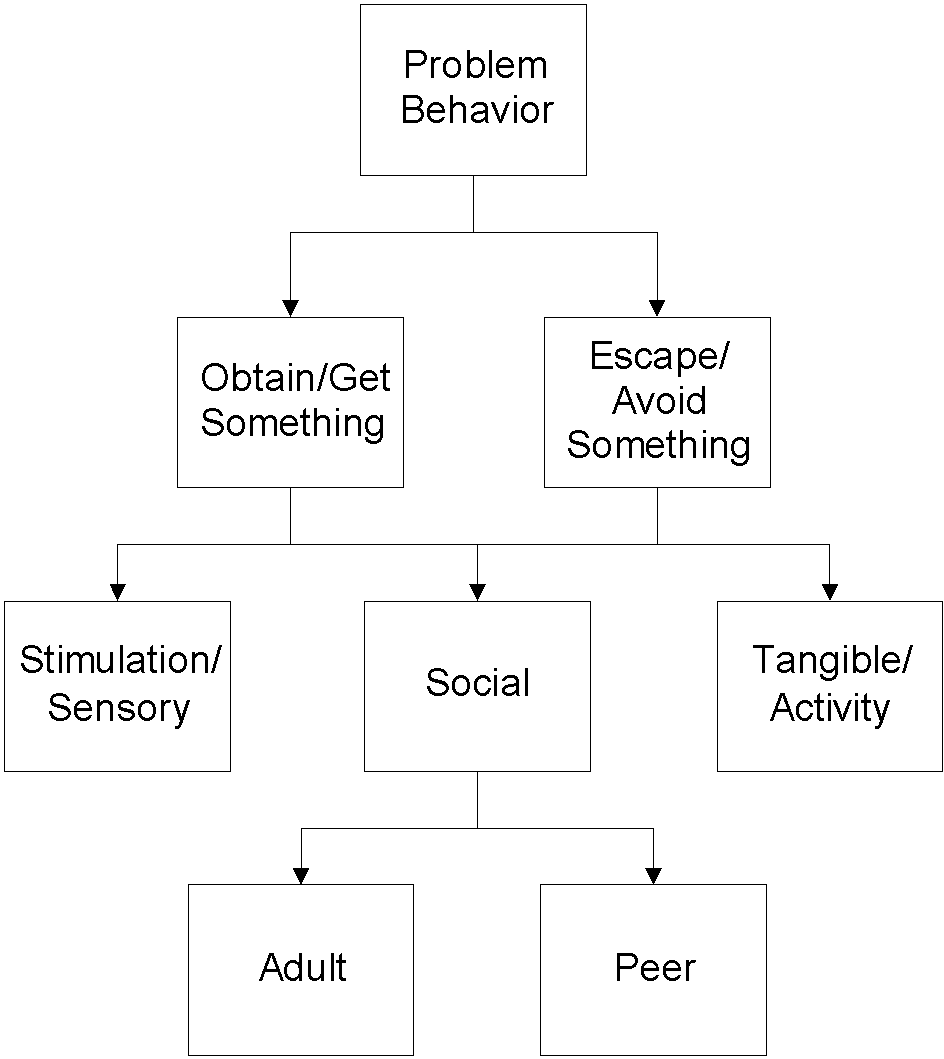 Problem
Behavior
Obtain/Get
Something
Escape/
Avoid
Something
Stimulation/
Sensory
Social
Tangible/
Activity
Adult
Peer